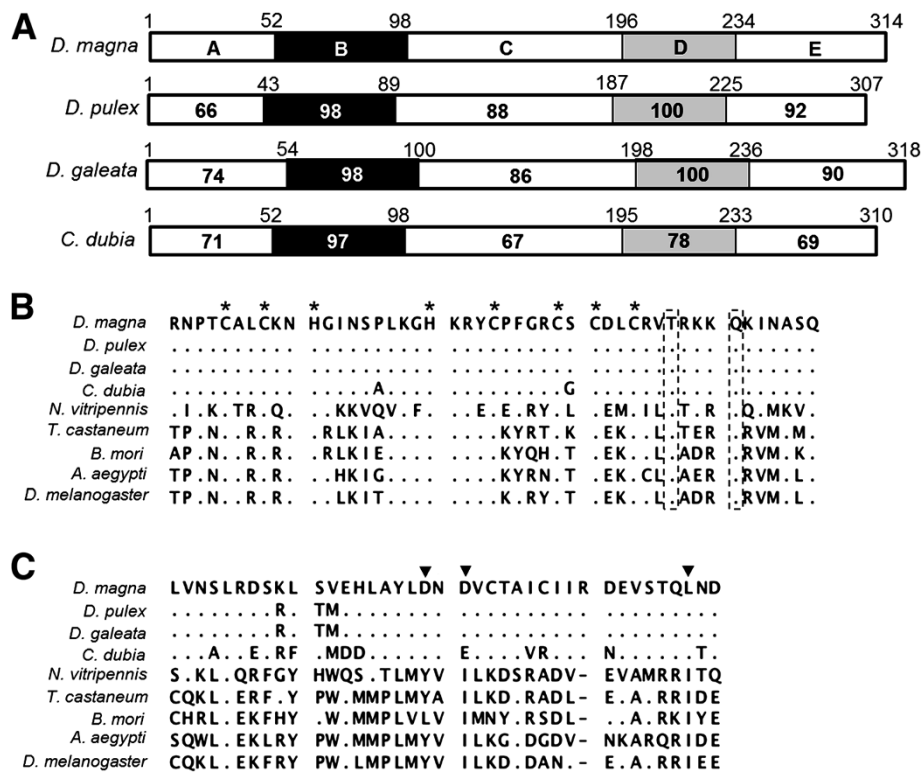 A
1 52 98 196 234 314
D. magna A B C D E
1 43 89 187 225 307
D. pulex 66 98 88 100 92
1 54 100 198 236 318
D. galeata 74 98 86 100 90
1 52 98 195 233 310
C. dubia 71 97 67 78 69
B
* * * * * * * *
D. magna RNPTCALCKN HGINSPLKGH KRYCPFGRCS CDLCRVTRKK QKINASQ
D. pulex .......... .......... .......... .......... .......
D. galeata .......... .......... .......... .......... .......
C. dubia .......... .....A.... .........G .......... .......
N. vitripennis .I.K.TR.Q. ..KKVQV.F. ..E.E.RY.L .EM.IL.T.R .Q.MKV.
T. castaneum TP.N..R.R. .RLKIA.... ....KYRT.K .EK..L.TER .RVM.M.
B. mori AP.N..R.R. .RLKIE.... ....KYQH.T .EK..L.ADR .RVM.K.
A. aegypti TP.N..R.R. ..HKIG.... ....KYRN.T .EK.CL.AER .RVM.L.
D. melanogaster TP.N..R.R. ..LKIT.... ....K.RY.T .EK..L.ADR .RVM.L.
C
D. magna LVNSLRDSKL SVEHLAYLDN DVCTAICIIR DEVSTQLND
D. pulex ........R. TM........ .......... .........
D. galeata ........R. TM........ .......... .........
C. dubia ...A..E.RF .MDD...... E....VR... N......T.
N. vitripennis S.KL.QRFGY HWQS.TLMYV ILKDSRADV- EVAMRRITQ
T. castaneum CQKL.ERF.Y PW.MMPLMYA ILKD.RADL- E.A.RRIDE
B. mori CHRL.EKFHY .W.MMPLVLV IMNY.RSDL- ..A.RKIYE
A. aegypti SQWL.EKLRY PW.MMPLMYV ILKG.DGDV- NKARQRIDE
D. melanogaster CQKL.EKFRY PW.LMPLMYV ILKD.DAN.- E.A.RRIEE